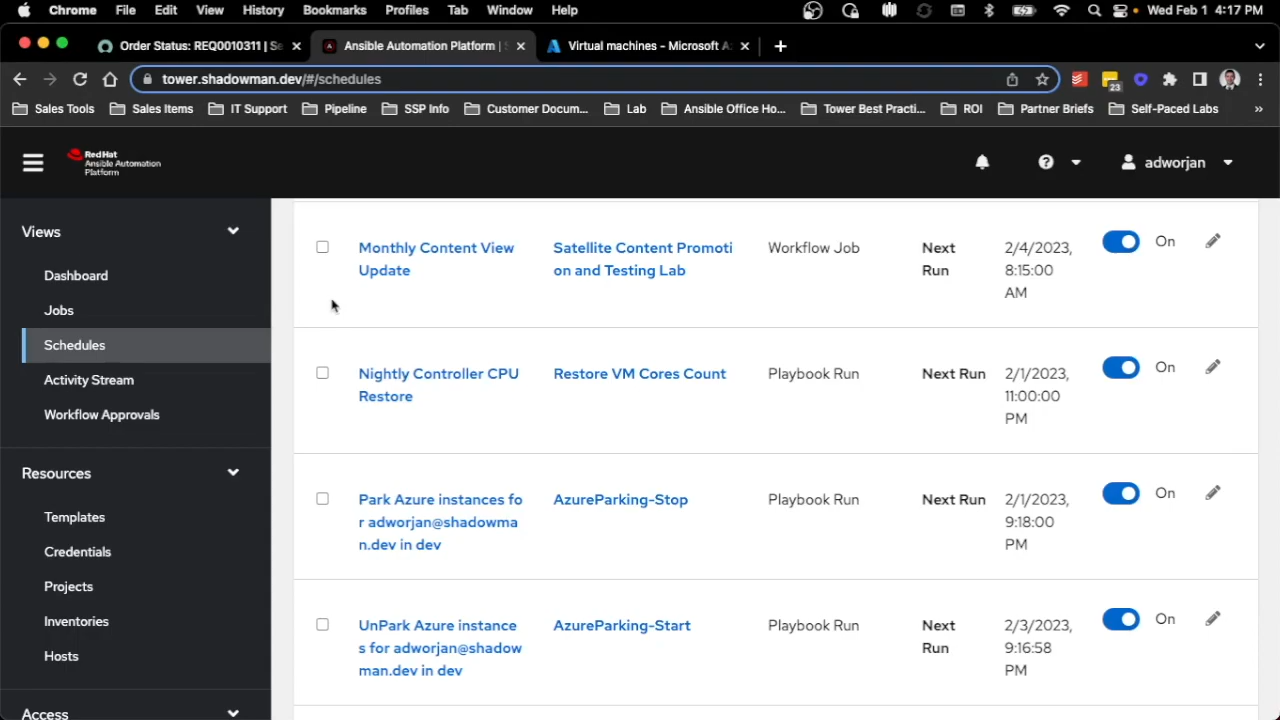 Chrome File Edit View History Bookmarks Profiles Tab Window Help Wed Feb 1 4:17 PM
Order Status: REQ0010311 | Se Ansible Automation Platform | S Virtual machines - Microsoft A
tower.shadowman.dev/#/schedules 23
Sales Tools Sales Items IT Support Pipeline SSP Info Customer Docum... Lab Ansible Office Ho... Tower Best Practi... ROI Partner Briefs Self-Paced Labs »
Red Hat
Ansible Automation
Platform
adworjan
Views
Dashboard
Jobs
Schedules
Activity Stream
Workflow Approvals
Resources
Templates
Credentials
Projects
Inventories
Hosts
Access
Monthly Content View Satellite Content Promoti Workflow Job Next 2/4/2023, On
Update on and Testing Lab Run 8:15:00
AM
Nightly Controller CPU Restore VM Cores Count Playbook Run Next Run 2/1/2023, On
Restore 11:00:00
PM
Park Azure instances fo AzureParking-Stop Playbook Run Next Run 2/1/2023, On
r adworjan@shadowma 9:18:00
n.dev in dev PM
UnPark Azure instance AzureParking-Start Playbook Run Next 2/3/2023, On
s for adworjan@shadow Run 9:16:58
man.dev in dev PM